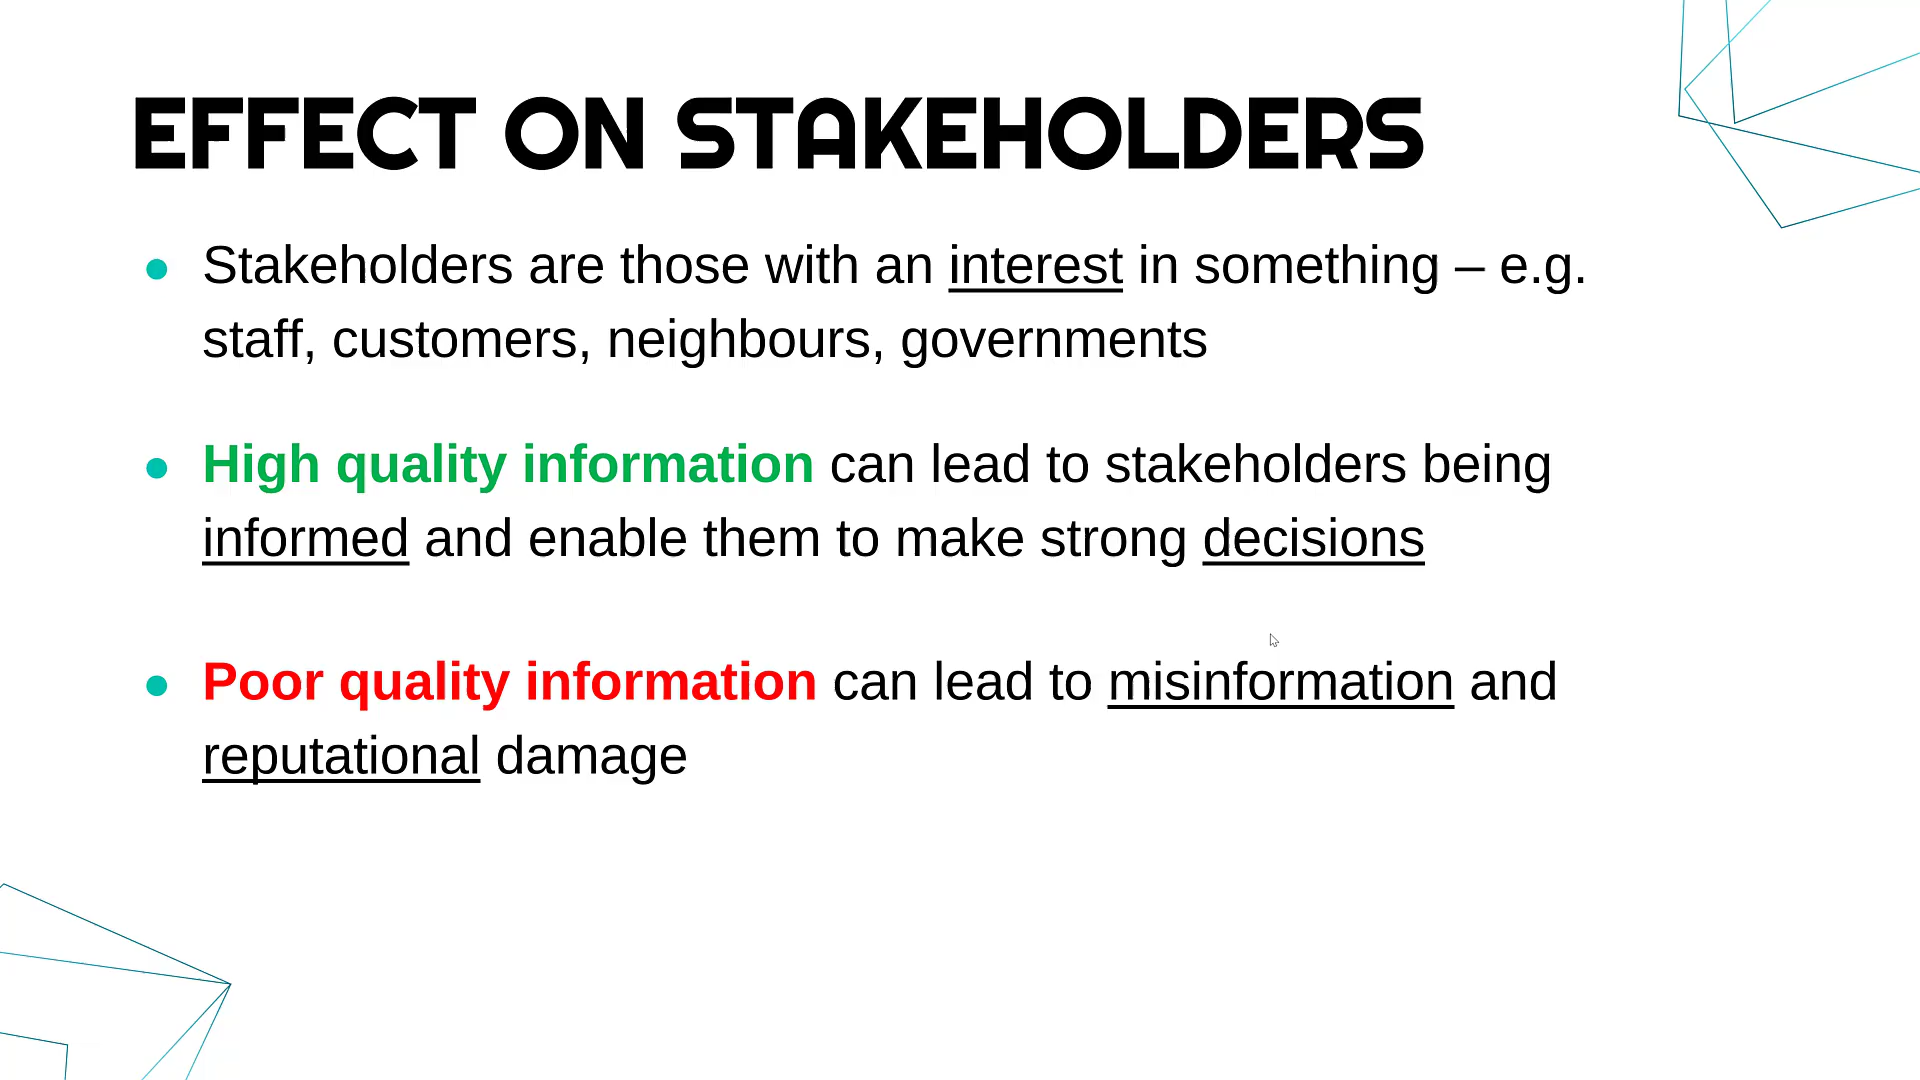 EFFECT ON STAKEHOLDERS
● Stakeholders are those with an interest in something – e.g.
staff, customers, neighbours, governments
● High quality information can lead to stakeholders being
informed and enable them to make strong decisions
● Poor quality information can lead to misinformation and
reputational damage